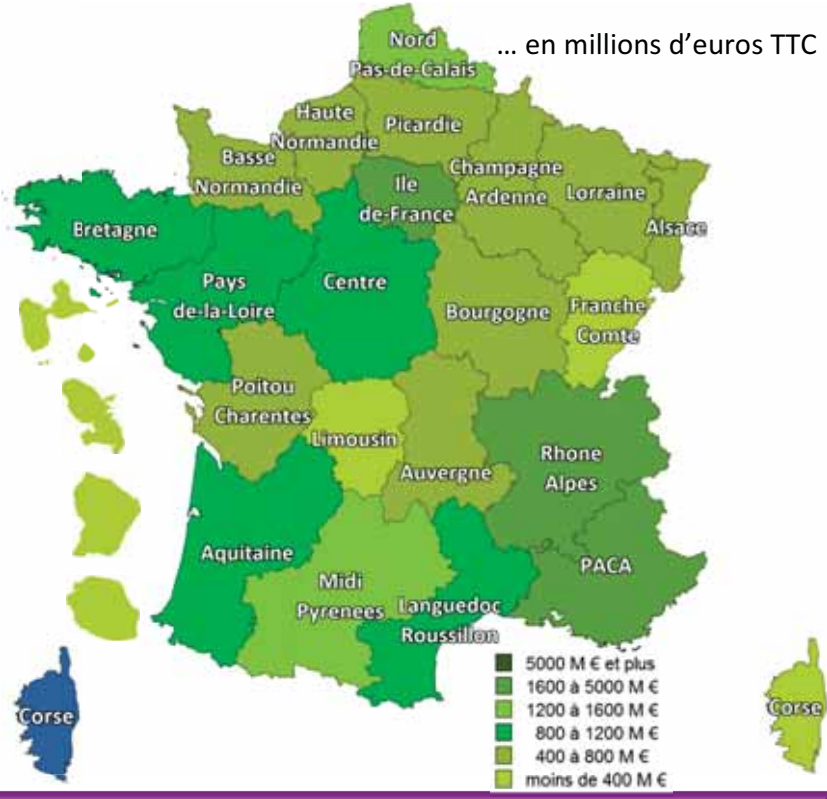 Nord
... en millions d'euros TTC
Pas-de-Calais
Haute
Normandie
Picardie
Basse
Normandie
Champagne
Ardenne
Lorraine
Ile
de-France
Alsace
Bretagne
Pays
de-la-Loire
Centre
Bourgogne
Franche
Comte
Poitou
Charentes
Limousin
Auvergne
Rhone
Alpes
Aquitaine
Midi
Pyrenees
PACA
Languedoc
Roussillon
5000 M € et plus
1600 à 5000 M €
1200 à 1600 M €
800 à 1200 M €
400 à 800 M €
moins de 400 M €
Corse
Corse